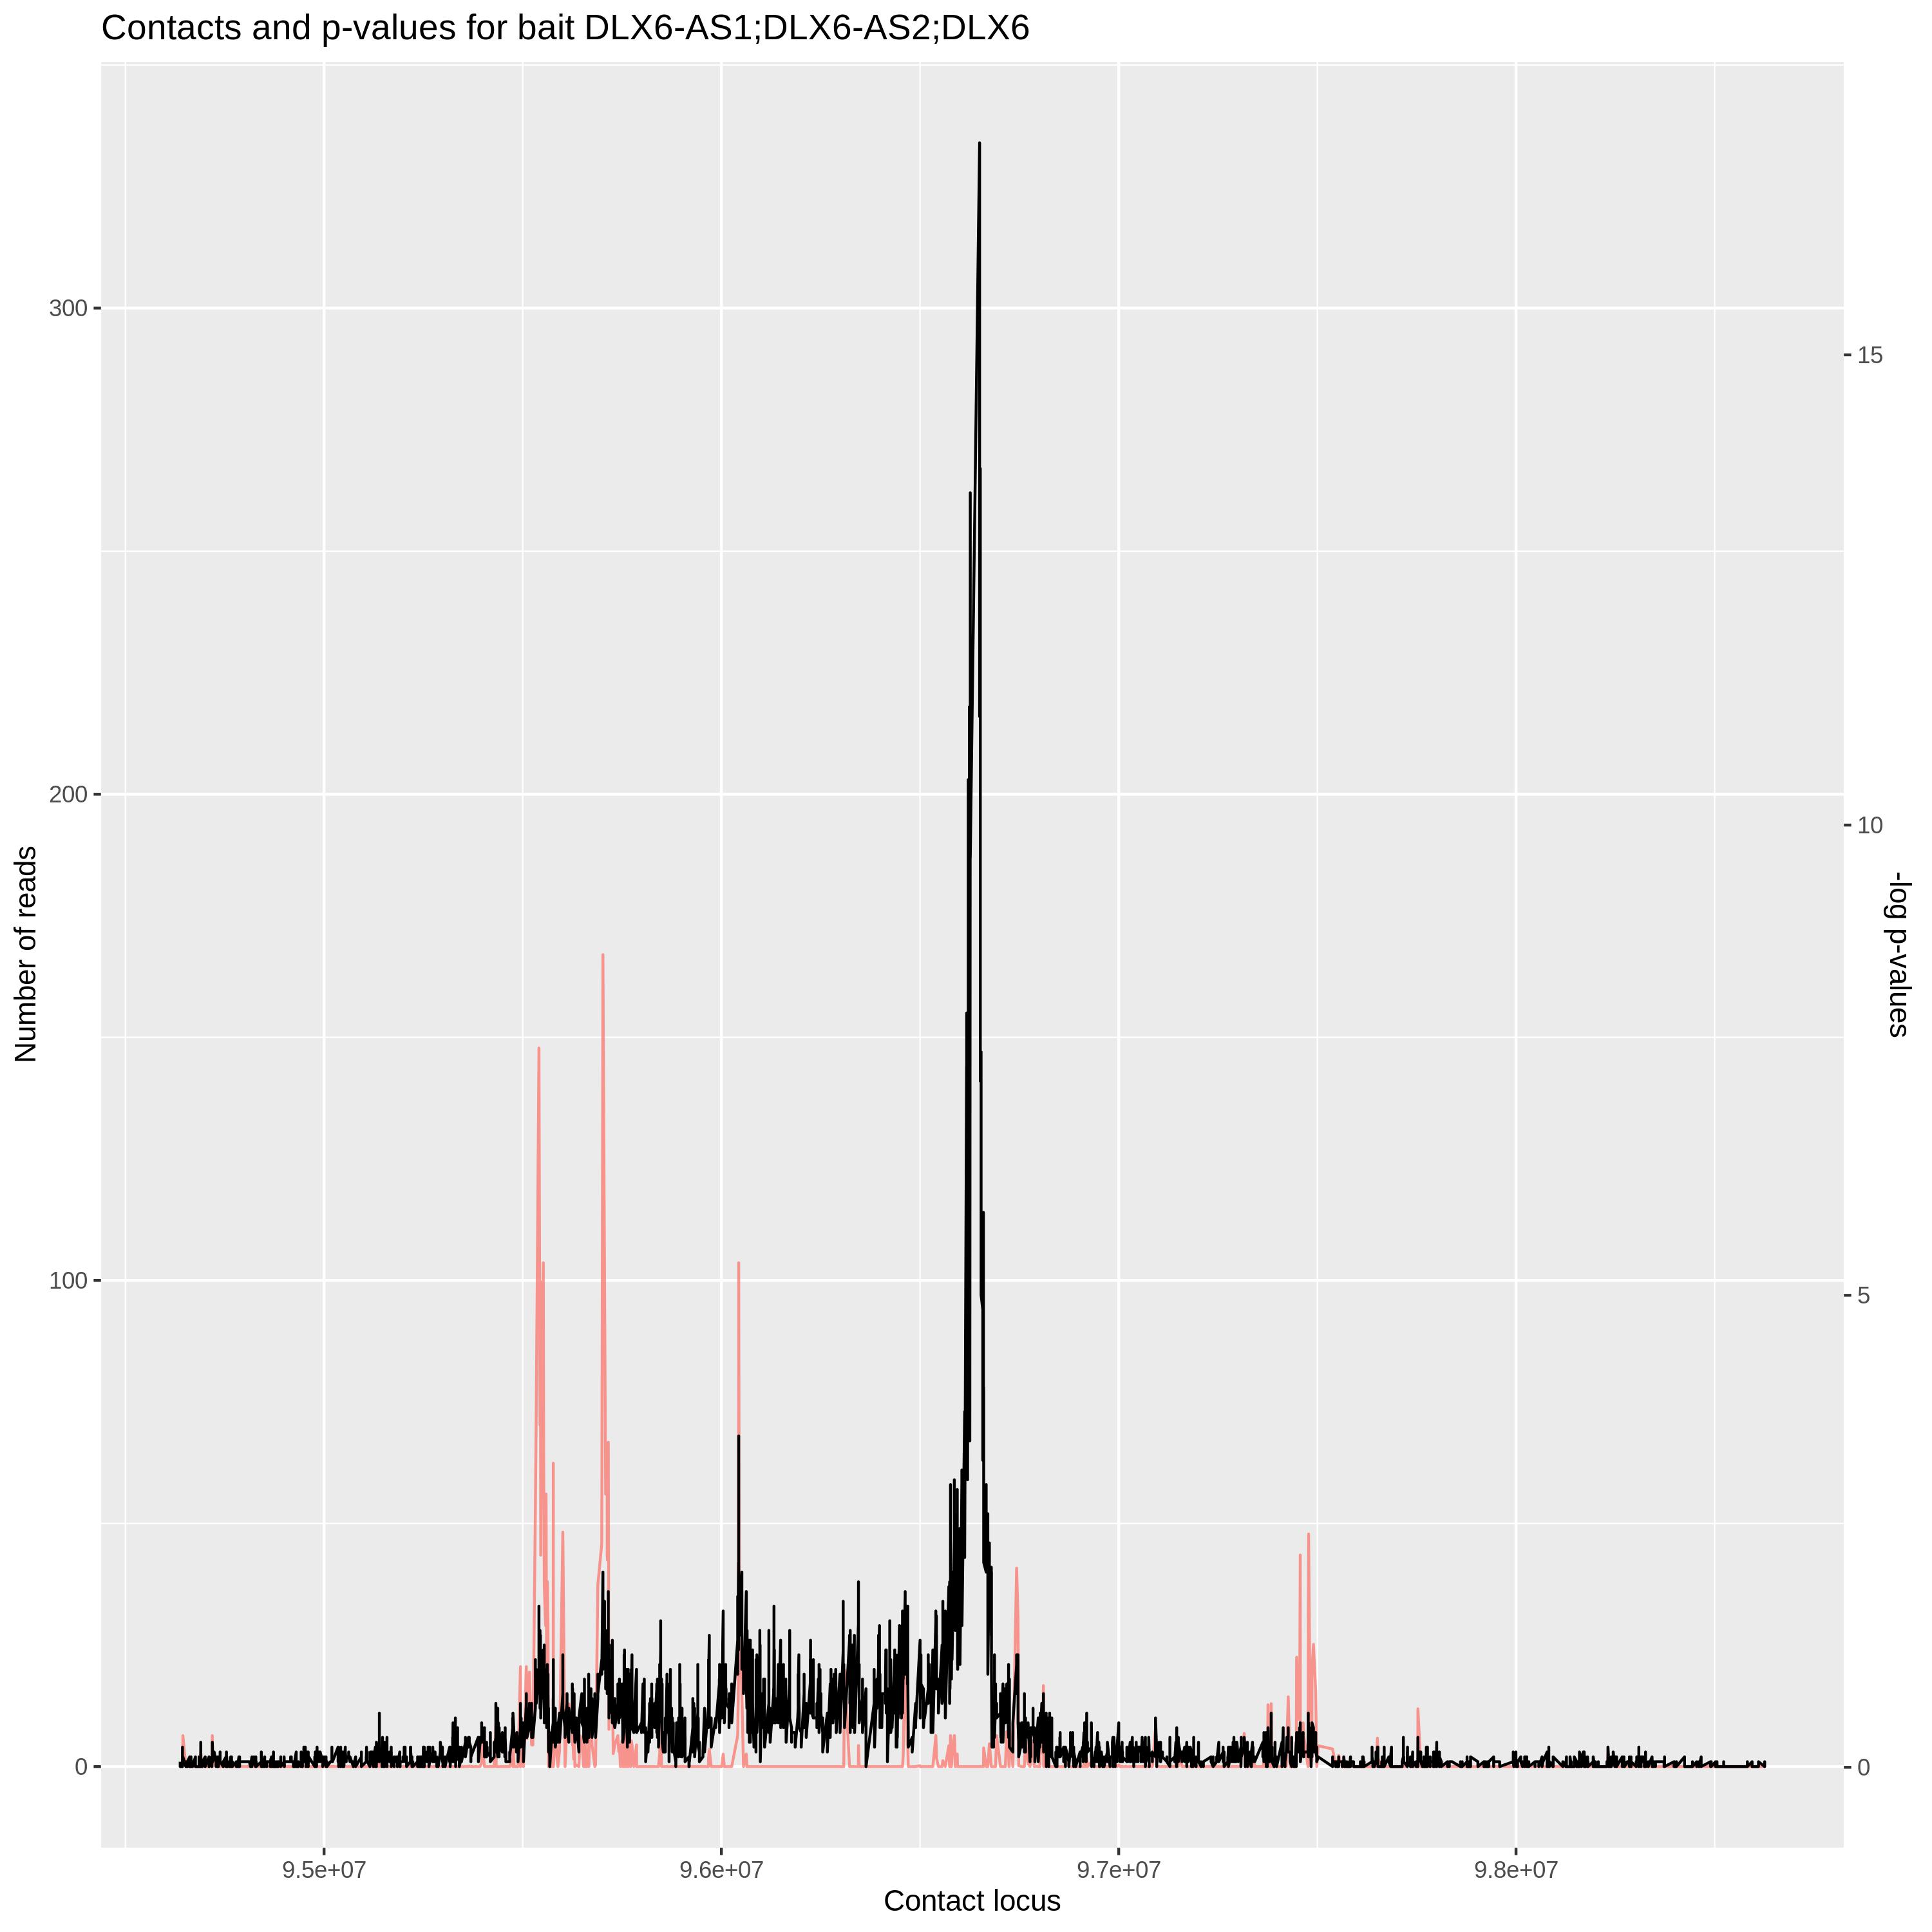 Contacts and p-values for bait DLX6-AS1;DLX6-AS2;DLX6
Number of reads
300
200
100
0
15
10
5
0
-log p-values
9.5e+07 9.6e+07 9.7e+07 9.8e+07
Contact locus